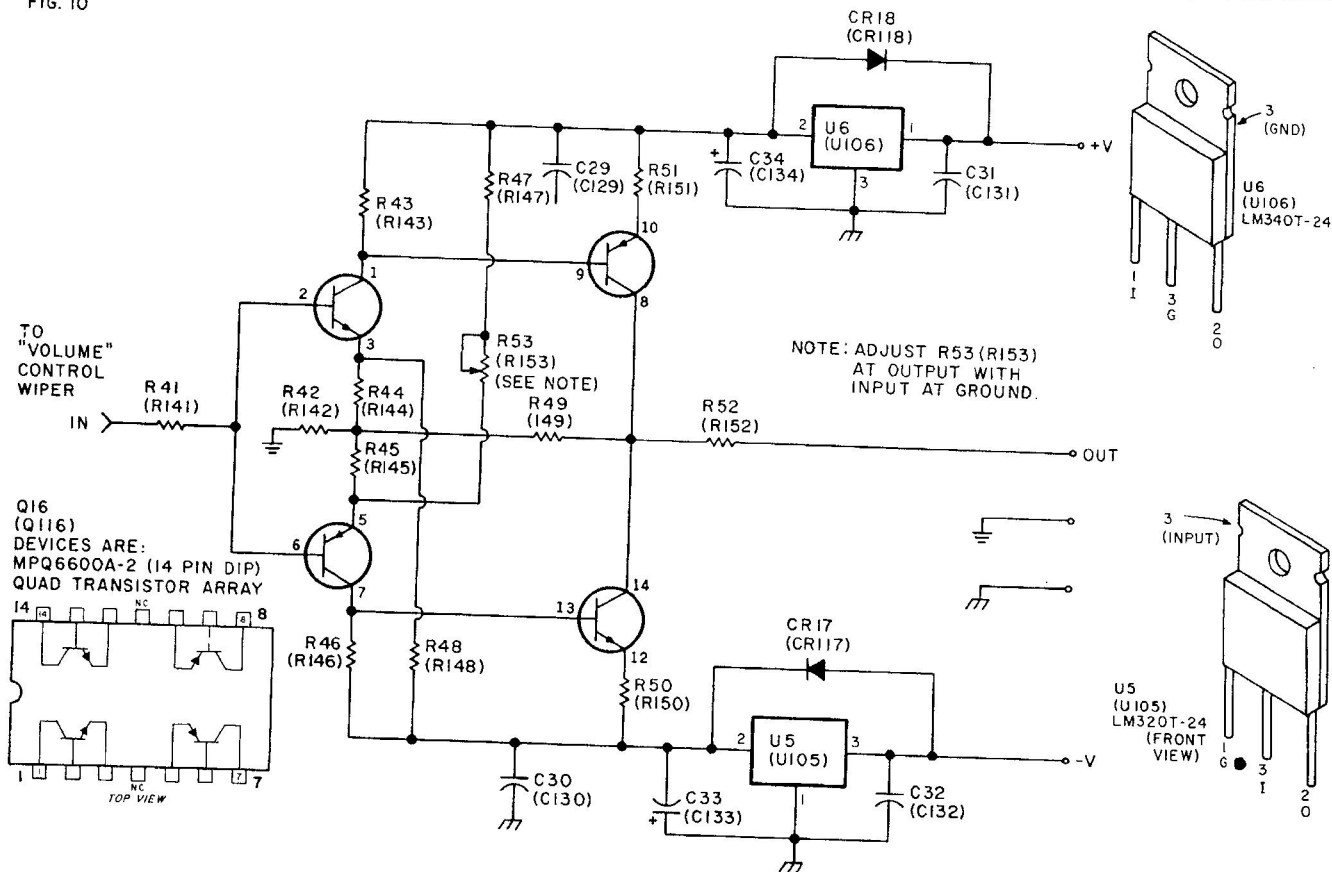 FIG. 10
CR18
(CR118)
3
(GND)
2
U6
(U106)
1
3
+V
C34
(C134)
+
C31
(C131)
U6
(U106)
LM340T-24
1
I
3
G
2
O
R43
(R143)
R47
(R147)
C29
(C129)
R51
(R151)
10
9
8
1
2
3
TO
"VOLUME"
CONTROL
WIPER
IN
R41
(R141)
R42
(R142)
R44
(R144)
R45
(R145)
R53
(R153)
(SEE NOTE)
R49
(149)
R52
(R152)
OUT
NOTE: ADJUST R53 (R153)
AT OUTPUT WITH
INPUT AT GROUND.
5
6
7
Q16
(Q116)
DEVICES ARE:
MPQ6600A-2 (14 PIN DIP)
QUAD TRANSISTOR ARRAY
14
14
NC
8
8
1
1
NC
7
7
TOP VIEW
R46
(R146)
R48
(R148)
13
14
12
R50
(R150)
CR17
(CR117)
2
U5
(U105)
3
1
-V
C30
(C130)
C33
(C133)
+
C32
(C132)
3
(INPUT)
U5
(U105)
LM320T-24
(FRONT
VIEW)
1
G
3
I
2
O